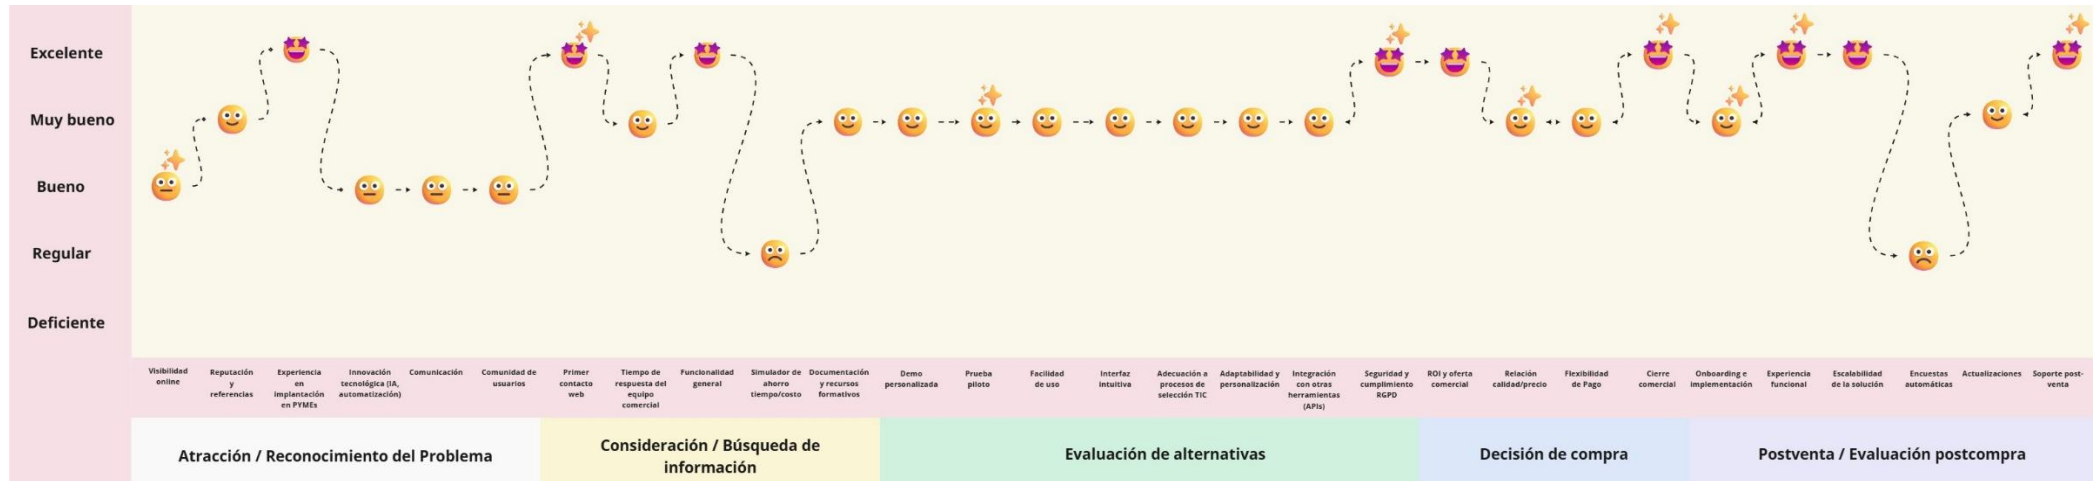 Excelente
Muy bueno
Bueno
Regular
Deficiente
Visibilidad
online
Reputación
y
referencias
Experiencia
en
implantación
en PYMEs
Innovación
tecnológica (IA,
automatización)
Comunicación
Comunidad de
usuarios
Primer
contacto
web
Tiempo de
respuesta del
equipo
comercial
Funcionalidad
general
Simulador de
ahorro
tiempo/costo
Documentación
y recursos
formativos
Demo
personalizada
Prueba
piloto
Facilidad
de uso
Interfaz
intuitiva
Adecuación a
procesos de
selección TIC
Adaptabilidad y
personalización
Integración
con otras
herramientas
(APIs)
Seguridad y
cumplimiento
RGPD
ROI y oferta
comercial
Relación
calidad/precio
Flexibilidad
de Pago
Cierre
comercial
Onboarding e
implementación
Experiencia
funcional
Escalabilidad
de la solución
Encuestas
automáticas
Actualizaciones
Soporte post-
venta
Atracción / Reconocimiento del Problema
Consideración / Búsqueda de
información
Evaluación de alternativas
Decisión de compra
Postventa / Evaluación postcompra